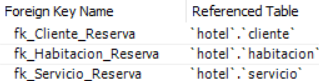 Foreign Key Name Referenced Table
fk_Cliente_Reserva `hotel`.`cliente`
fk_Habitacion_Reserva `hotel`.`habitacion`
fk_Servicio_Reserva `hotel`.`servicio`